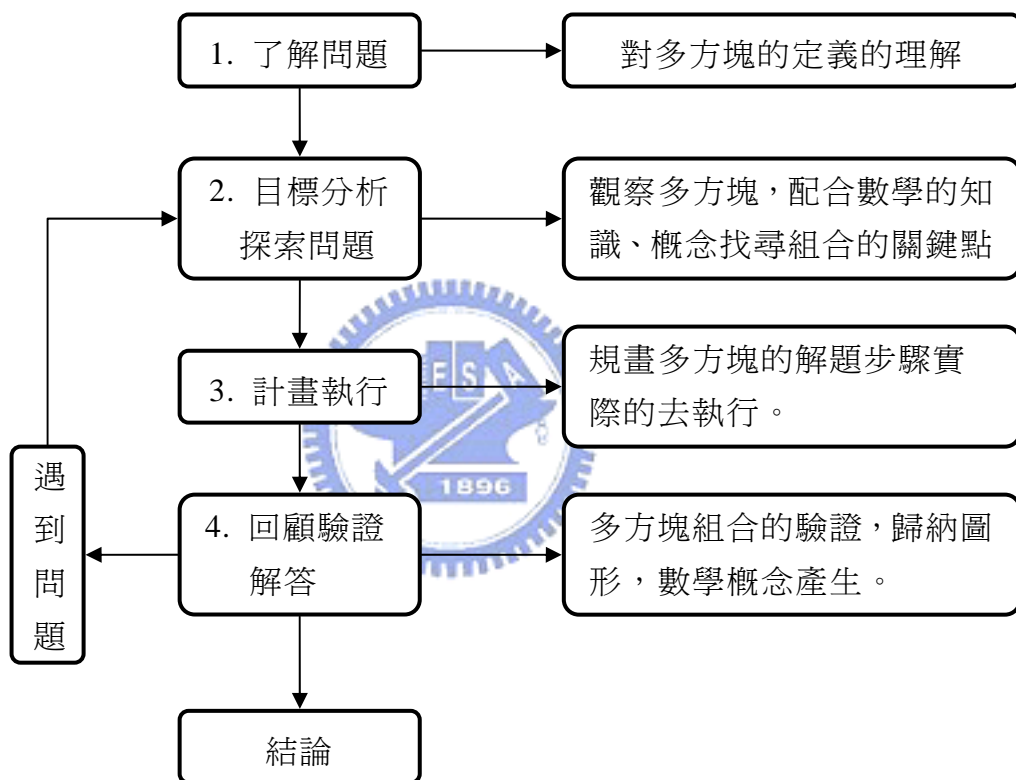 1. 了解問題
對多方塊的定義的理解
2. 目標分析
探索問題
觀察多方塊，配合數學的知
識、概念找尋組合的關鍵點
3. 計畫執行
規畫多方塊的解題步驟實
際的去執行。
4. 回顧驗證
解答
多方塊組合的驗證，歸納圖
形，數學概念產生。
遇
到
問
題
結論
ESA
1896